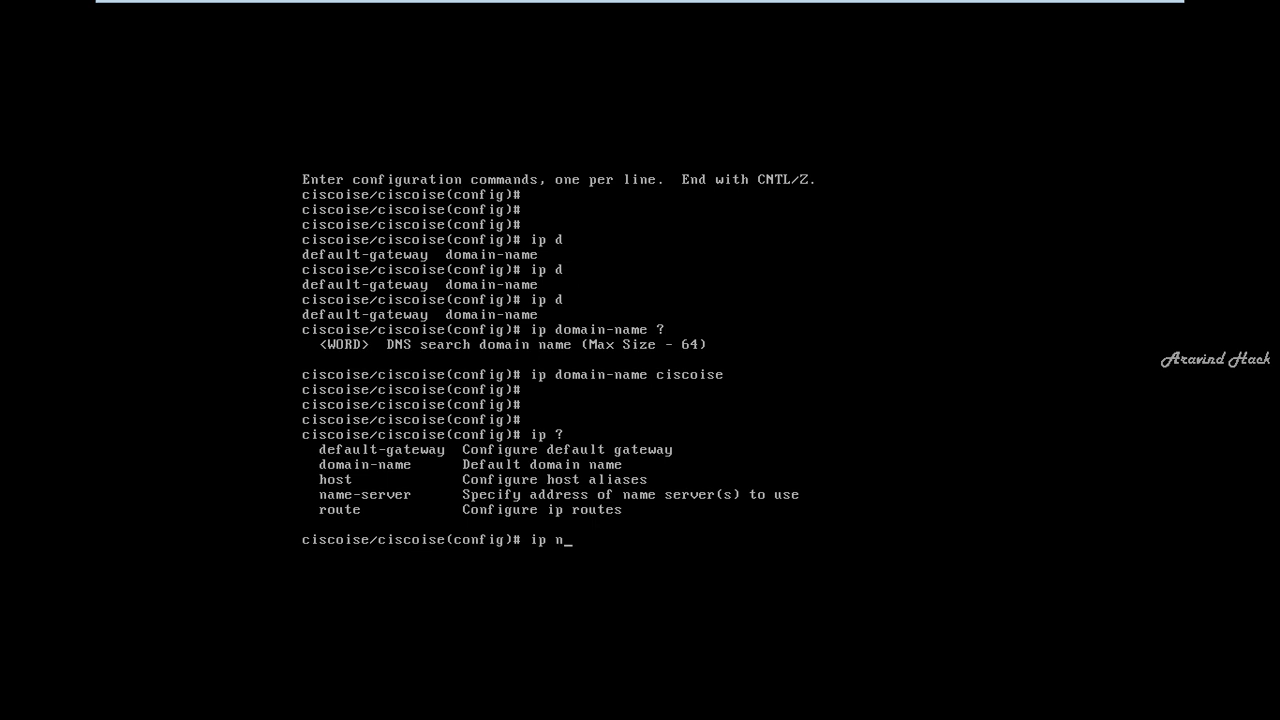 Enter configuration commands, one per line.  End with CNTL/Z.
ciscoise/ciscoise(config)#
ciscoise/ciscoise(config)#
ciscoise/ciscoise(config)#
ciscoise/ciscoise(config)# ip d
default-gateway  domain-name
ciscoise/ciscoise(config)# ip d
default-gateway  domain-name
ciscoise/ciscoise(config)# ip d
default-gateway  domain-name
ciscoise/ciscoise(config)# ip domain-name ?
  <WORD>  DNS search domain name (Max Size - 64)
Aravind Hack
ciscoise/ciscoise(config)# ip domain-name ciscoise
ciscoise/ciscoise(config)#
ciscoise/ciscoise(config)#
ciscoise/ciscoise(config)#
ciscoise/ciscoise(config)# ip ?
  default-gateway  Configure default gateway
  domain-name      Default domain name
  host             Configure host aliases
  name-server      Specify address of name server(s) to use
  route            Configure ip routes
ciscoise/ciscoise(config)# ip n_